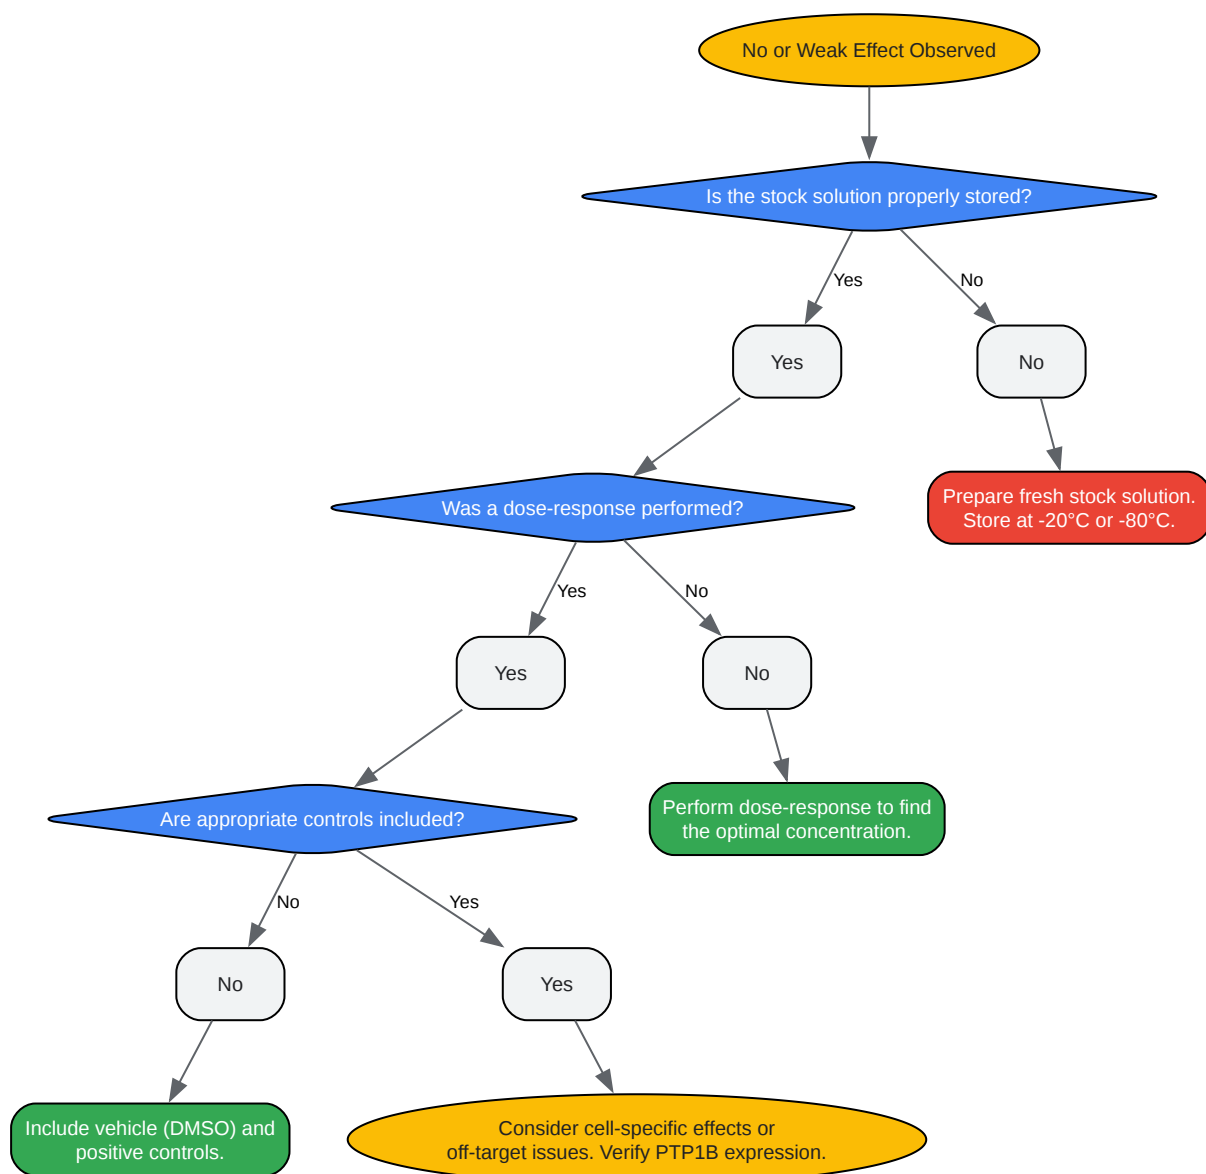 No or Weak Effect Observed
Is the stock solution properly stored?
Yes
No
Yes
No
Prepare fresh stock solution.
Store at -20°C or -80°C.
Was a dose-response performed?
Yes
No
Yes
No
Perform dose-response to find
the optimal concentration.
Are appropriate controls included?
No
Yes
No
Yes
Include vehicle (DMSO) and
positive controls.
Consider cell-specific effects or
off-target issues. Verify PTP1B expression.